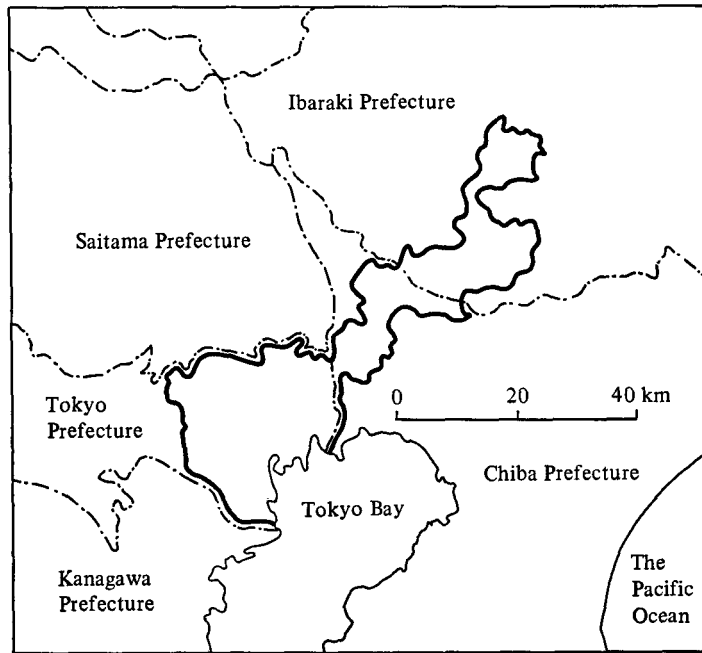 Ibaraki Prefecture
Saitama Prefecture
Tokyo
Prefecture
0 20 40 km
Chiba Prefecture
Tokyo Bay
Kanagawa
Prefecture
The
Pacific
Ocean